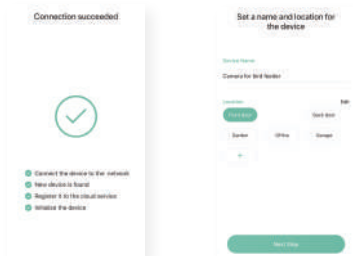 Connection succeeded
Connect the device to the network
New device is found
Register it to the cloud service
Initialize the device
Set a name and location for
the device
Device Name
Camera for bird feeder
Location Edit
Front door Back door
Garden Office Garage
+
Next Step